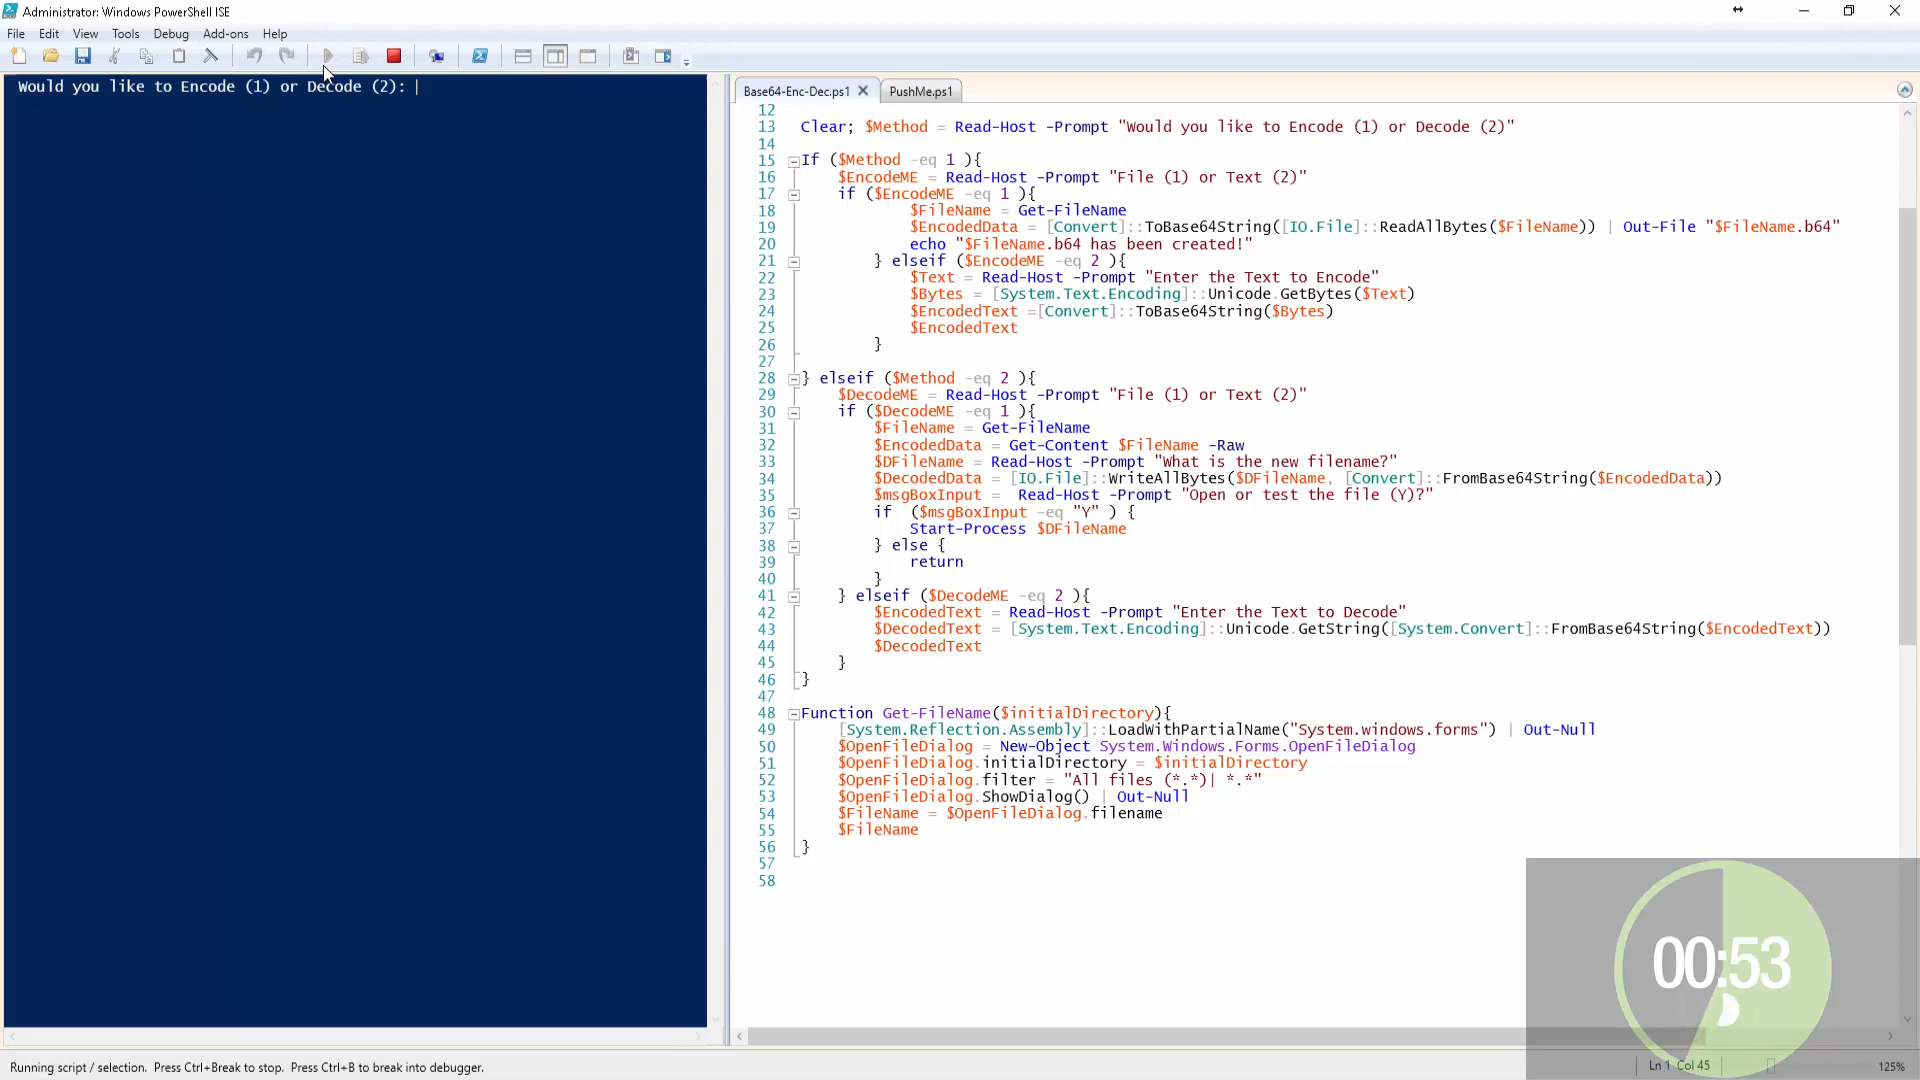 Administrator: Windows PowerShell ISE
File Edit View Tools Debug Add-ons Help
Would you like to Encode (1) or Decode (2):
Base64-Enc-Dec.ps1 PushMe.ps1
12
13 Clear; $Method = Read-Host -Prompt "Would you like to Encode (1) or Decode (2)"
14
15 If ($Method -eq 1 ){
16 $EncodeME = Read-Host -Prompt "File (1) or Text (2)"
17 if ($EncodeME -eq 1 ){
18 $FileName = Get-FileName
19 $EncodedData = [Convert]::ToBase64String([IO.File]::ReadAllBytes($FileName)) | Out-File "$FileName.b64"
20 echo "$FileName.b64 has been created!"
21 } elseif ($EncodeME -eq 2 ){
22 $Text = Read-Host -Prompt "Enter the Text to Encode"
23 $Bytes = [System.Text.Encoding]::Unicode.GetBytes($Text)
24 $EncodedText =[Convert]::ToBase64String($Bytes)
25 $EncodedText
26 }
27
28 } elseif ($Method -eq 2 ){
29 $DecodeME = Read-Host -Prompt "File (1) or Text (2)"
30 if ($DecodeME -eq 1 ){
31 $FileName = Get-FileName
32 $EncodedData = Get-Content $FileName -Raw
33 $DFileName = Read-Host -Prompt "What is the new filename?"
34 $DecodedData = [IO.File]::WriteAllBytes($DFileName, [Convert]::FromBase64String($EncodedData))
35 $msgBoxInput = Read-Host -Prompt "Open or test the file (Y)?"
36 if ($msgBoxInput -eq "Y" ) {
37 Start-Process $DFileName
38 } else {
39 return
40 }
41 } elseif ($DecodeME -eq 2 ){
42 $EncodedText = Read-Host -Prompt "Enter the Text to Decode"
43 $DecodedText = [System.Text.Encoding]::Unicode.GetString([System.Convert]::FromBase64String($EncodedText))
44 $DecodedText
45 }
46 }
47
48 Function Get-FileName($initialDirectory){
49 [System.Reflection.Assembly]::LoadWithPartialName("System.windows.forms") | Out-Null
50 $OpenFileDialog = New-Object System.Windows.Forms.OpenFileDialog
51 $OpenFileDialog.initialDirectory = $initialDirectory
52 $OpenFileDialog.filter = "All files (*.*)| *.*"
53 $OpenFileDialog.ShowDialog() | Out-Null
54 $FileName = $OpenFileDialog.filename
55 $FileName
56 }
57
58
00:53
Running script / selection. Press Ctrl+Break to stop. Press Ctrl+B to break into debugger.
Ln 1 Col 45
125%